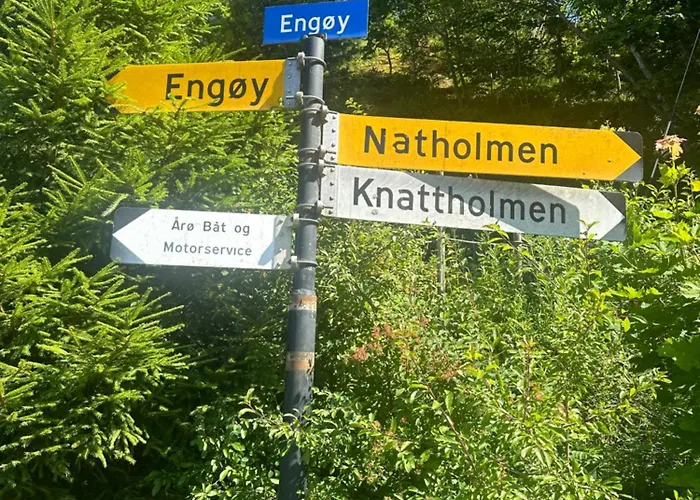 Engøy
Engøy
Natholmen
Knattholmen
Årø Båt og
Motorservice